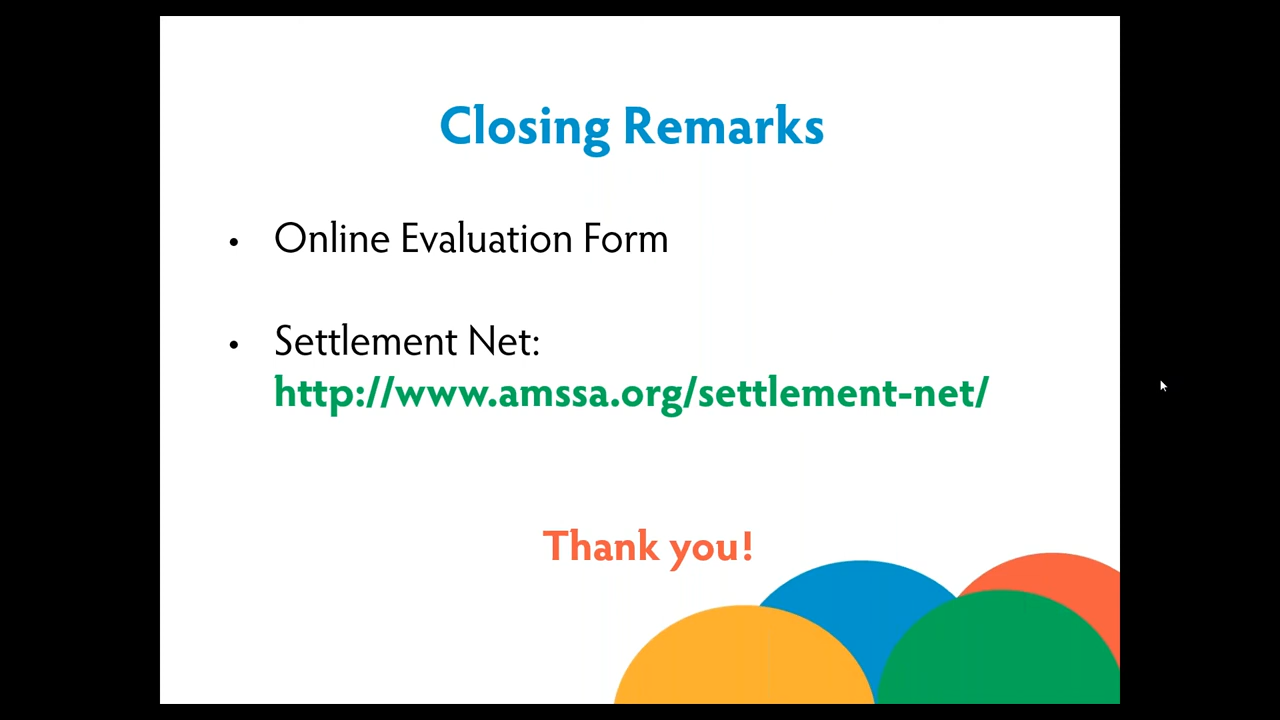 Closing Remarks
• Online Evaluation Form
• Settlement Net:
http://www.amssa.org/settlement-net/
Thank you!